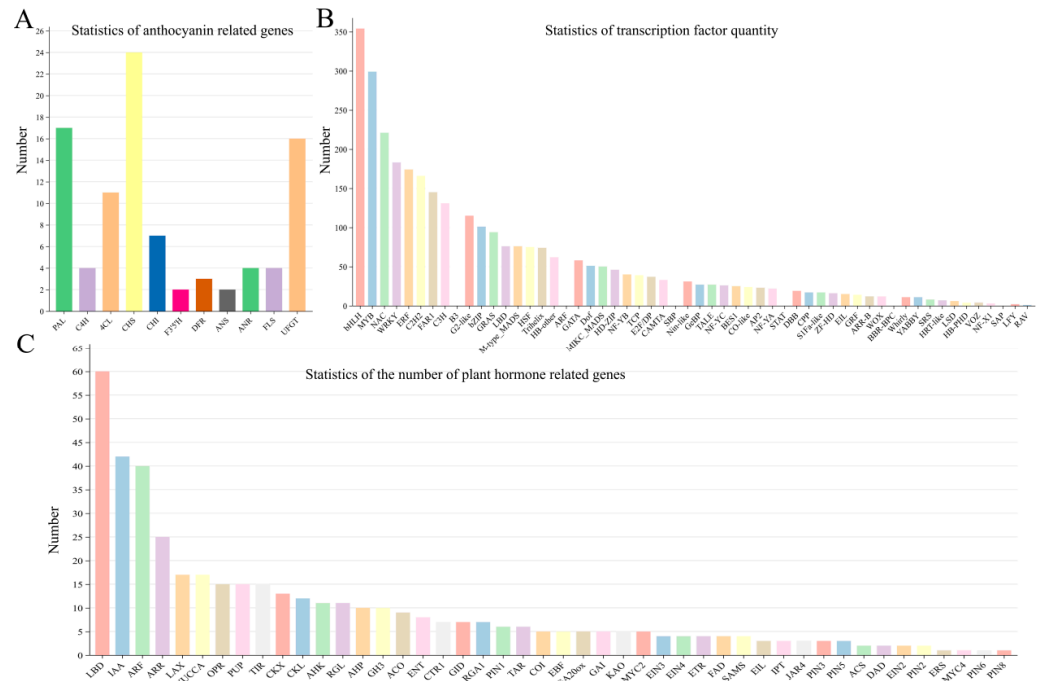 A
Statistics of anthocyanin related genes
Number
26
24
22
20
18
16
14
12
10
8
6
4
2
0
PAL
C4H
4CL
CHS
CHI
F3'5'H
DFR
ANS
ANR
FLS
UFGT
B
Statistics of transcription factor quantity
Number
350
300
250
200
150
100
50
0
bHLH
MYB
NAC
WRKY
ERF
C2H2
FAR1
C3H
B3
G2-like
bZIP
GRAS
LBD
M-type_MADS
HSF
Trihelix
HB-other
ARF
GATA
Dof
MIKC_MADS
HD-ZIP
NF-YB
TCP
E2F/DP
CAMTA
SBP
Nin-like
GeBP
TALE
NF-YC
BES1
CO-like
AP2
NF-YA
STAT
DBB
CPP
S1Fa-like
ZF-HD
EIL
GRF
ARR-B
WOX
BBR-BPC
Whirly
YABBY
SRS
HRT-like
LSD
HB-PHD
VOZ
NF-X1
SAP
LFY
RAV
C
Statistics of the number of plant hormone related genes
Number
65
60
55
50
45
40
35
30
25
20
15
10
5
0
LBD
IAA
ARF
ARR
LAX
UCCA
OPR
PUP
TIR
CKX
CKL
AHK
RGL
AHP
GH3
ACO
ENT
CTR1
GID
RGA1
PIN1
TAR
COI
EBF
A20ox
GAI
KAO
MYC2
EIN3
EIN4
ETR
FAD
SAMS
EIL
IPT
JAR4
PIN3
PIN5
ACS
DAD
EIN2
PIN2
ERS
MYC4
PIN6
PIN8